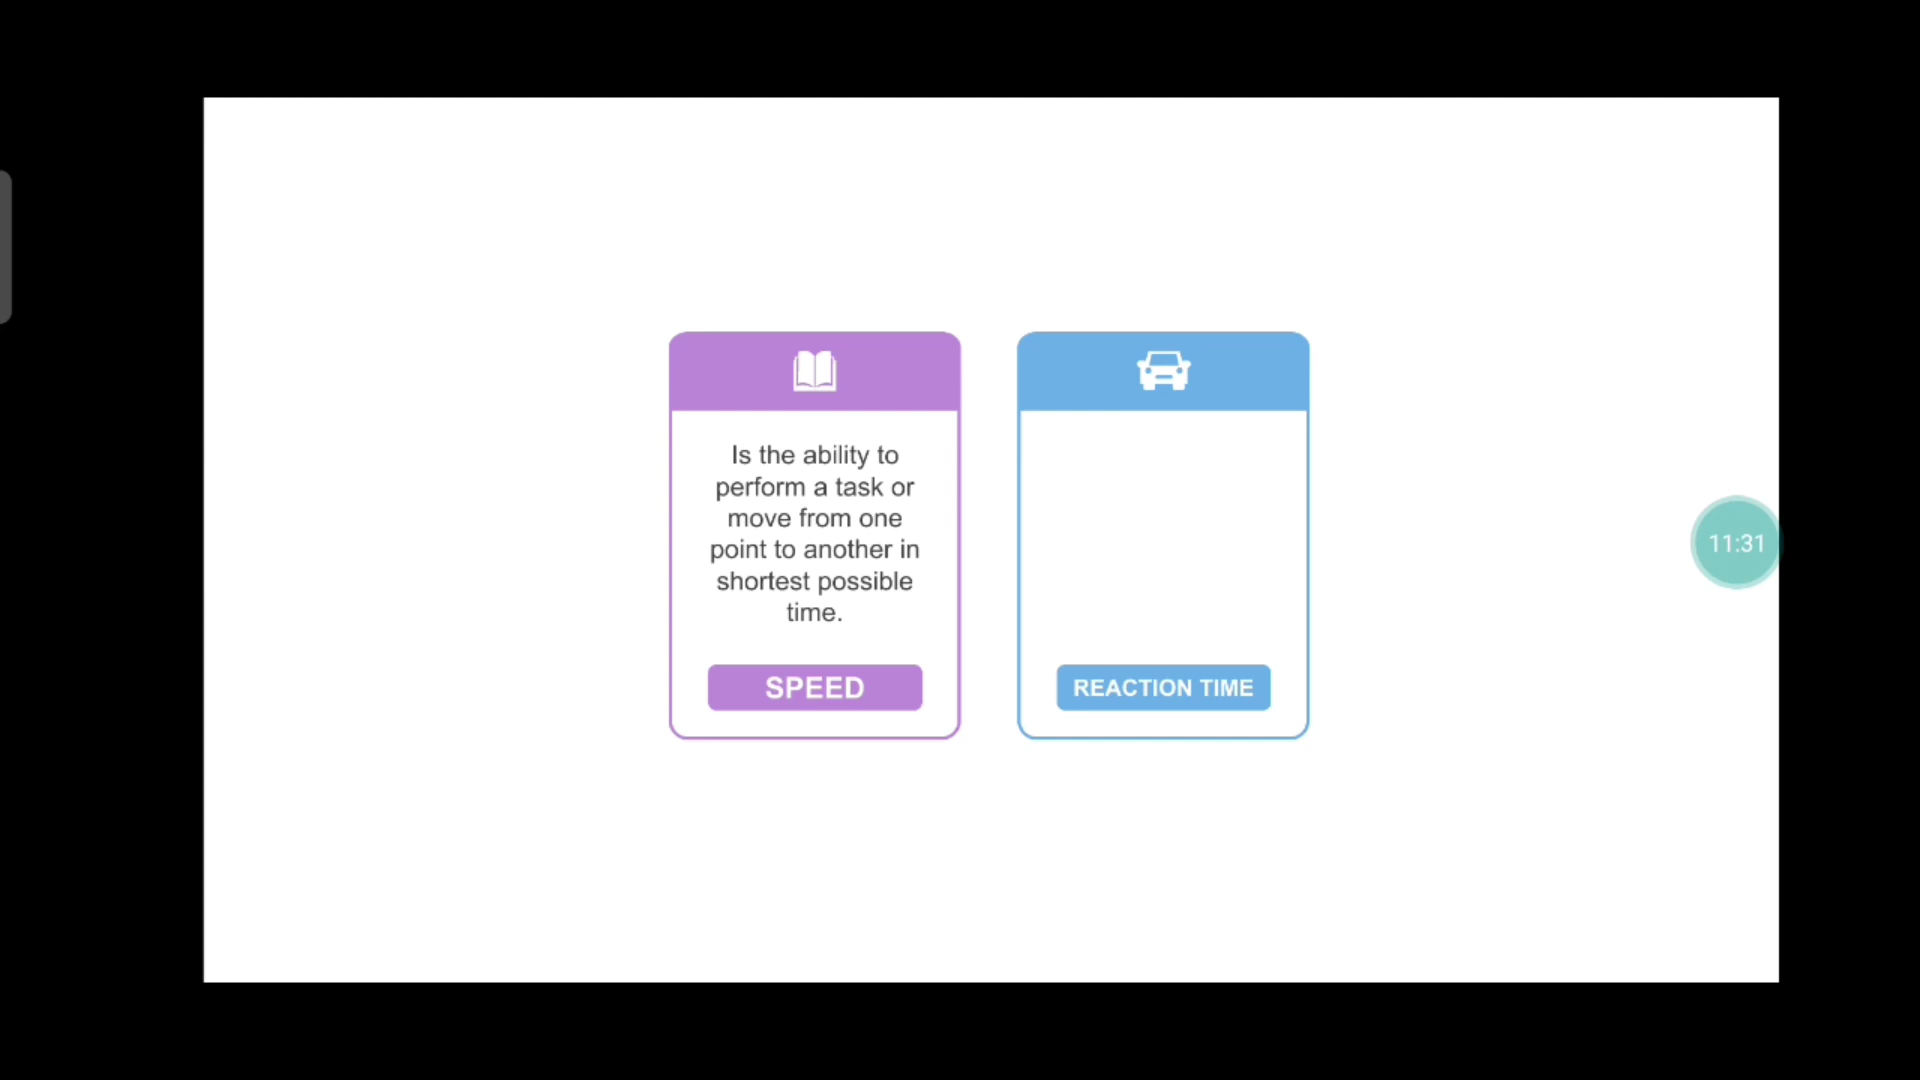 Is the ability to
perform a task or
move from one
point to another in
shortest possible
time.
SPEED
REACTION TIME
11:31